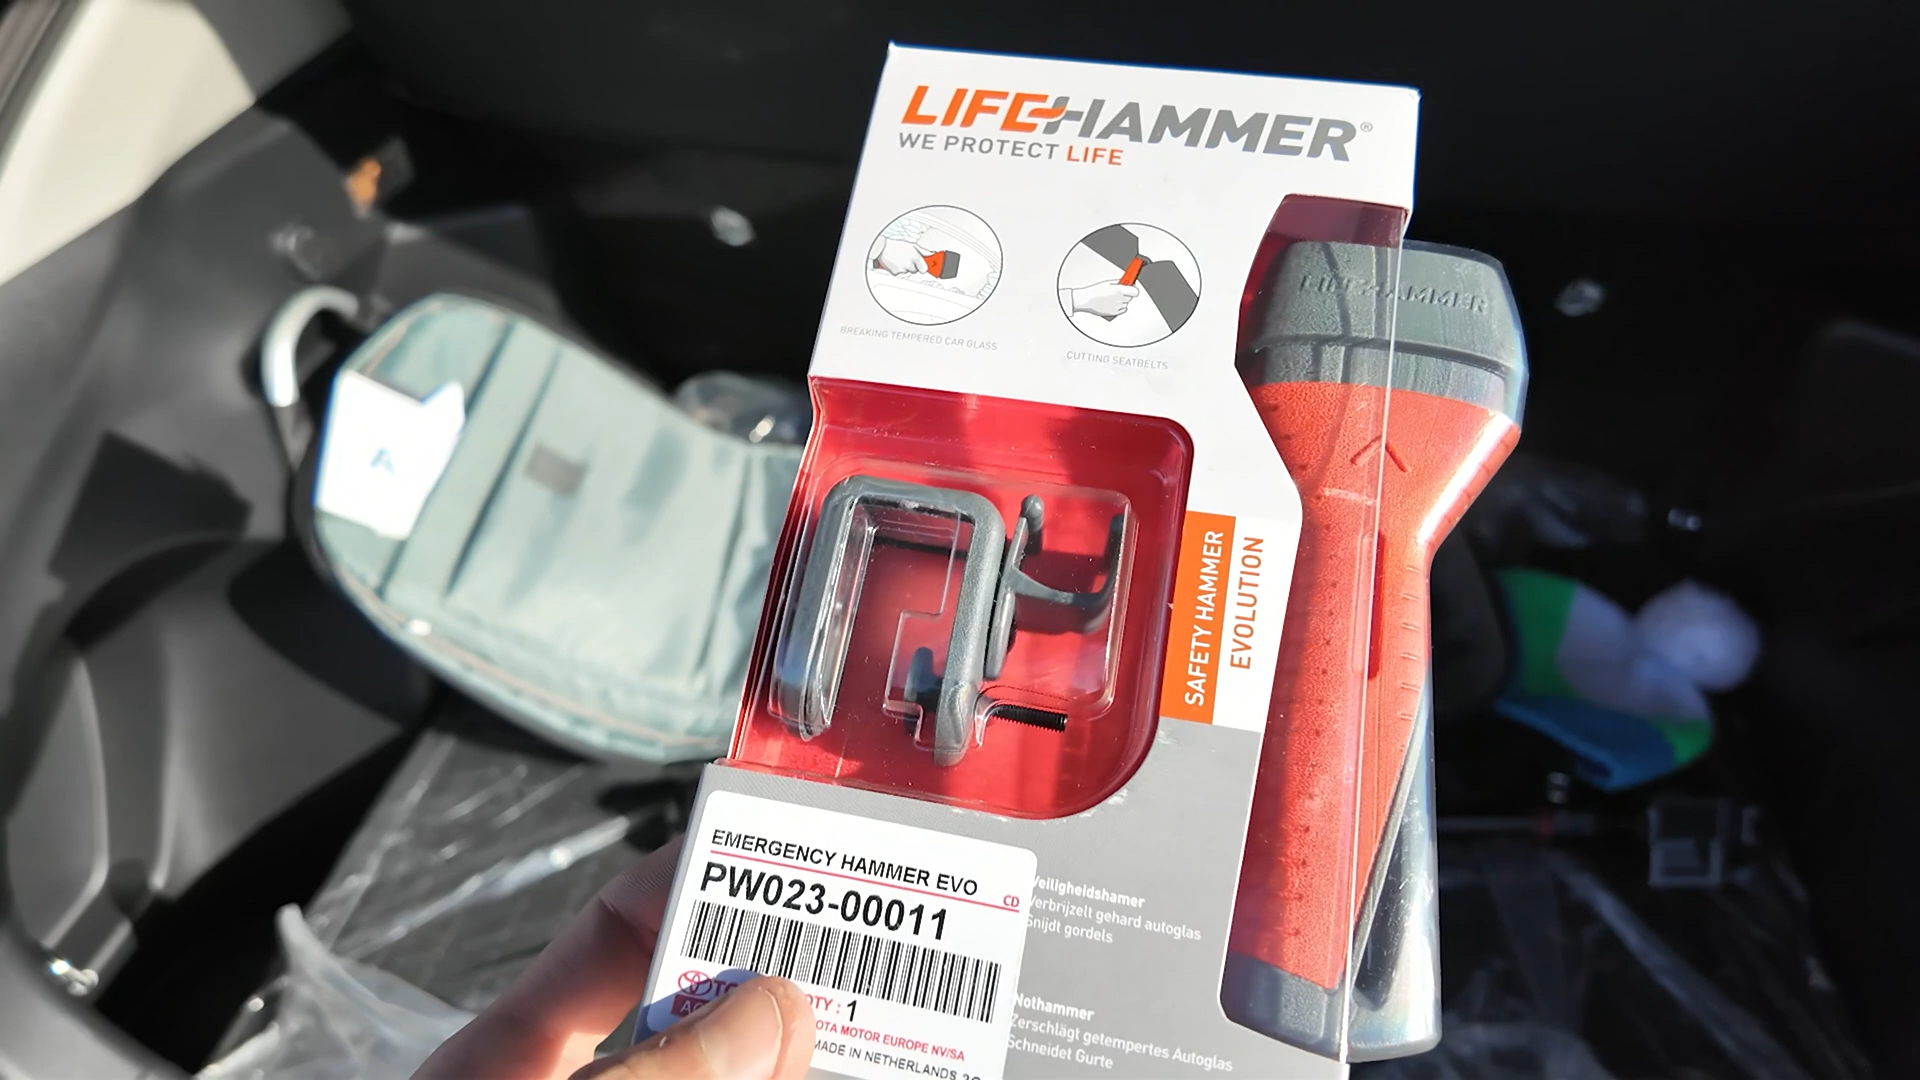 LIFEHAMMER®
WE PROTECT LIFE
BREAKING TEMPERED CAR GLASS
CUTTING SEATBELTS
LIFEHAMMER
SAFETY HAMMER
EVOLUTION
A
EMERGENCY HAMMER EVO
CD
PW023-00011
QTY : 1
MOTOR EUROPE NV/SA
MADE IN NETHERLANDS
Veiligheidshamer
Verbrijzelt gehard autoglas
Snijdt gordels
Nothammer
Zerschlägt getempertes Autoglas
Schneidet Gurte